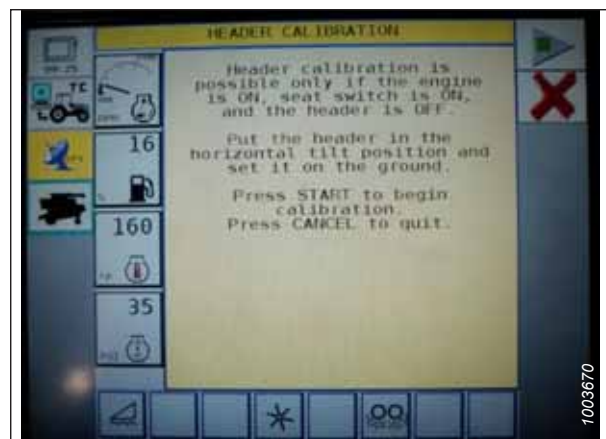 HEADER CALIBRATION
Header calibration is
possible only if the engine
is ON, seat switch is ON,
and the header is OFF.
Put the header in the
horizontal tilt position and
set it on the ground.
Press START to begin
calibration.
Press CANCEL to quit.
TC
16
160
35
1003670